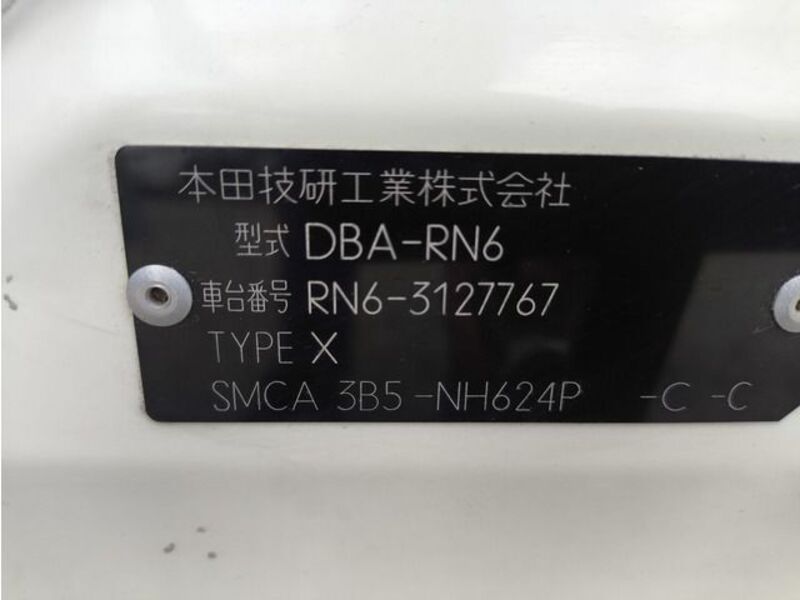 本田技研工業株式会社
型式 DBA-RN6
車台番号 RN6-3127767
TYPE X
SMCA 3B5-NH624P -C -C